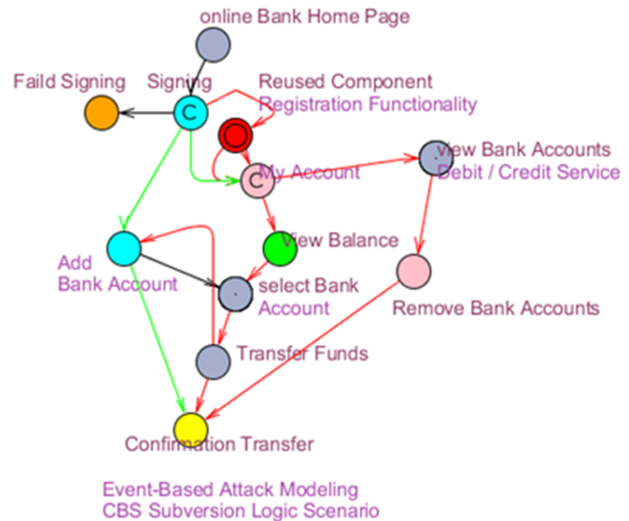 online Bank Home Page
Faild Signing
Signing
Reused Component
Registration Functionality
C
view Bank Accounts
Debit / Credit Service
C
My Account
View Balance
Add
Bank Account
select Bank
Account
Remove Bank Accounts
Transfer Funds
Confirmation Transfer
Event-Based Attack Modeling
CBS Subversion Logic Scenario